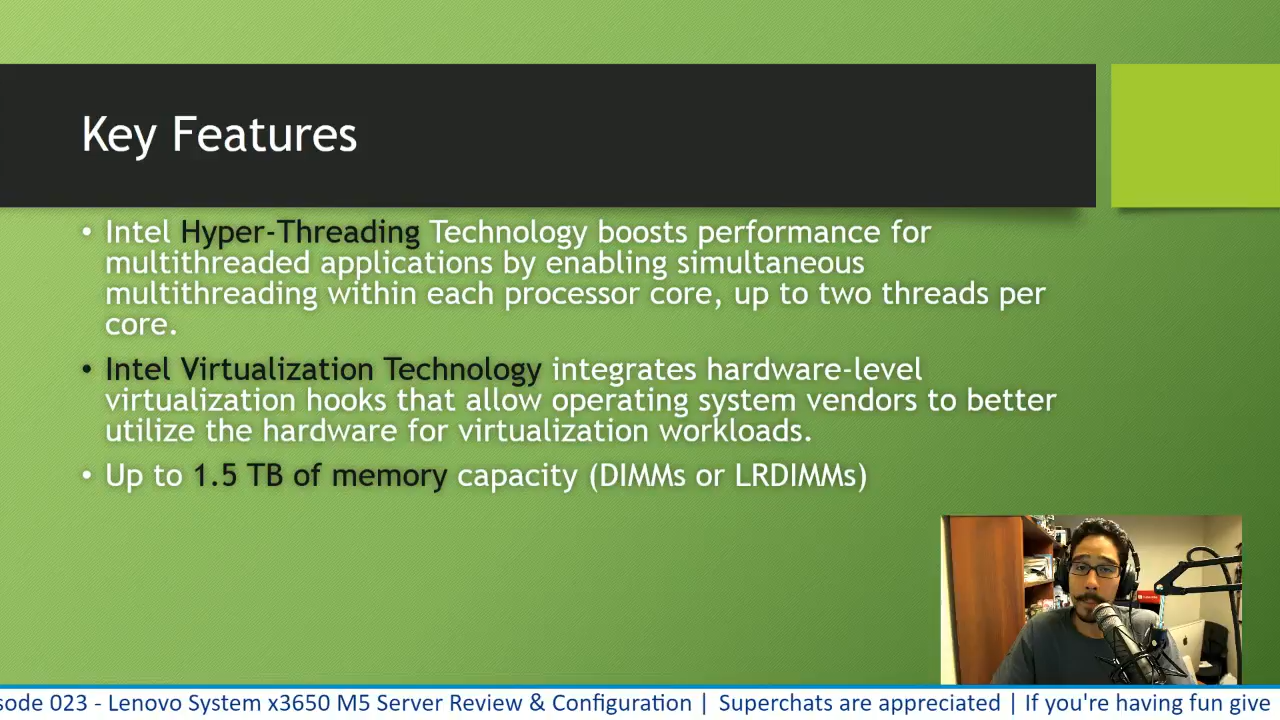 Key Features
• Intel Hyper-Threading Technology boosts performance for
multithreaded applications by enabling simultaneous
multithreading within each processor core, up to two threads per
core.
• Intel Virtualization Technology integrates hardware-level
virtualization hooks that allow operating system vendors to better
utilize the hardware for virtualization workloads.
• Up to 1.5 TB of memory capacity (DIMMs or LRDIMMs)
sode 023 - Lenovo System x3650 M5 Server Review & Configuration | Superchats are appreciated | If you're having fun give